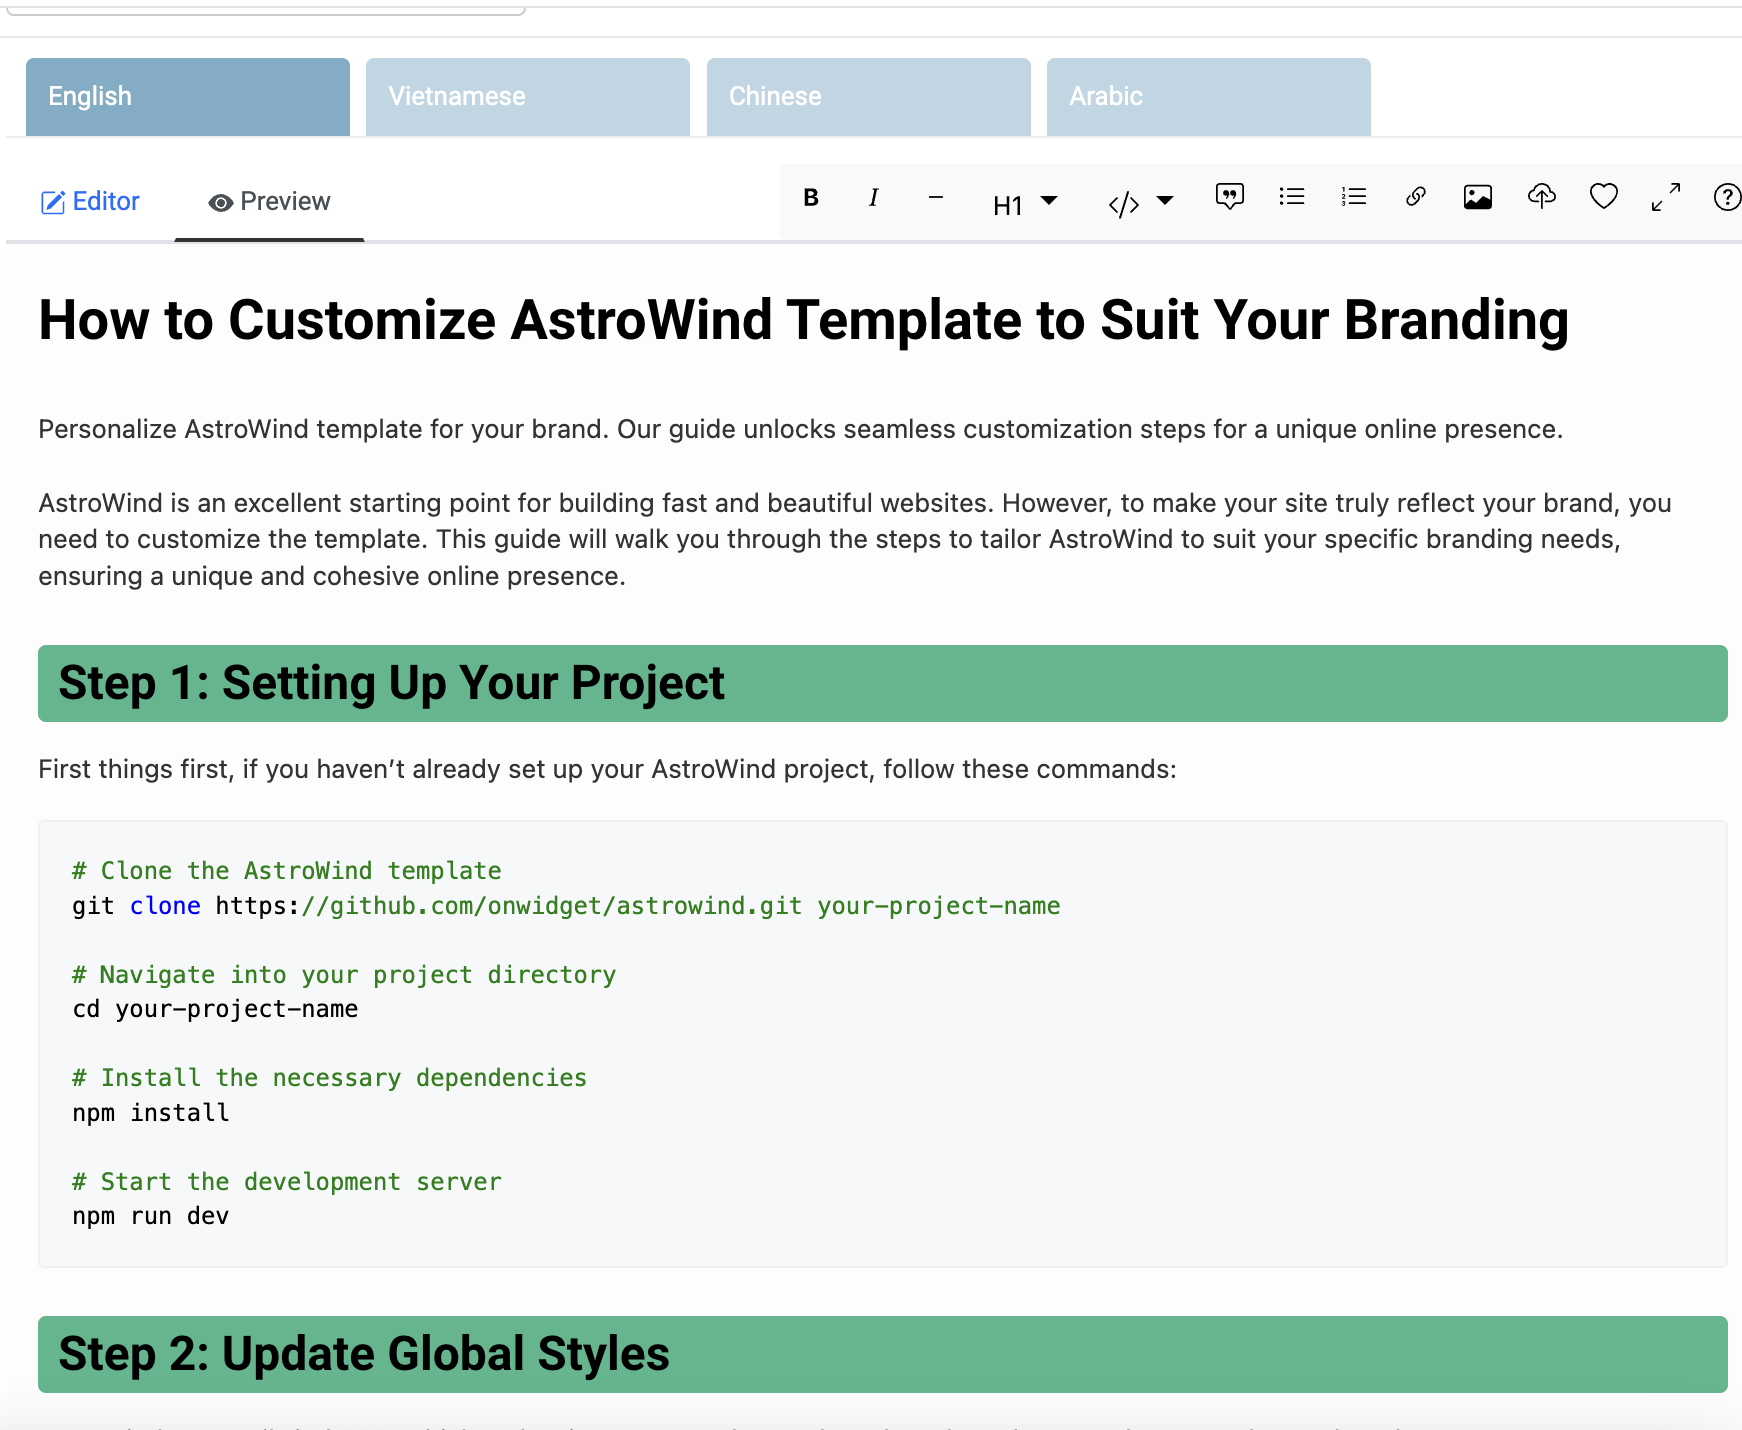 English
Vietnamese
Chinese
Arabic
Editor
Preview
B
I
H1
</>
How to Customize AstroWind Template to Suit Your Branding
Personalize AstroWind template for your brand. Our guide unlocks seamless customization steps for a unique online presence.
AstroWind is an excellent starting point for building fast and beautiful websites. However, to make your site truly reflect your brand, you
need to customize the template. This guide will walk you through the steps to tailor AstroWind to suit your specific branding needs,
ensuring a unique and cohesive online presence.
Step 1: Setting Up Your Project
First things first, if you haven’t already set up your AstroWind project, follow these commands:
# Clone the AstroWind template
git clone https://github.com/onwidget/astrowind.git your-project-name
# Navigate into your project directory
cd your-project-name
# Install the necessary dependencies
npm install
# Start the development server
npm run dev
Step 2: Update Global Styles